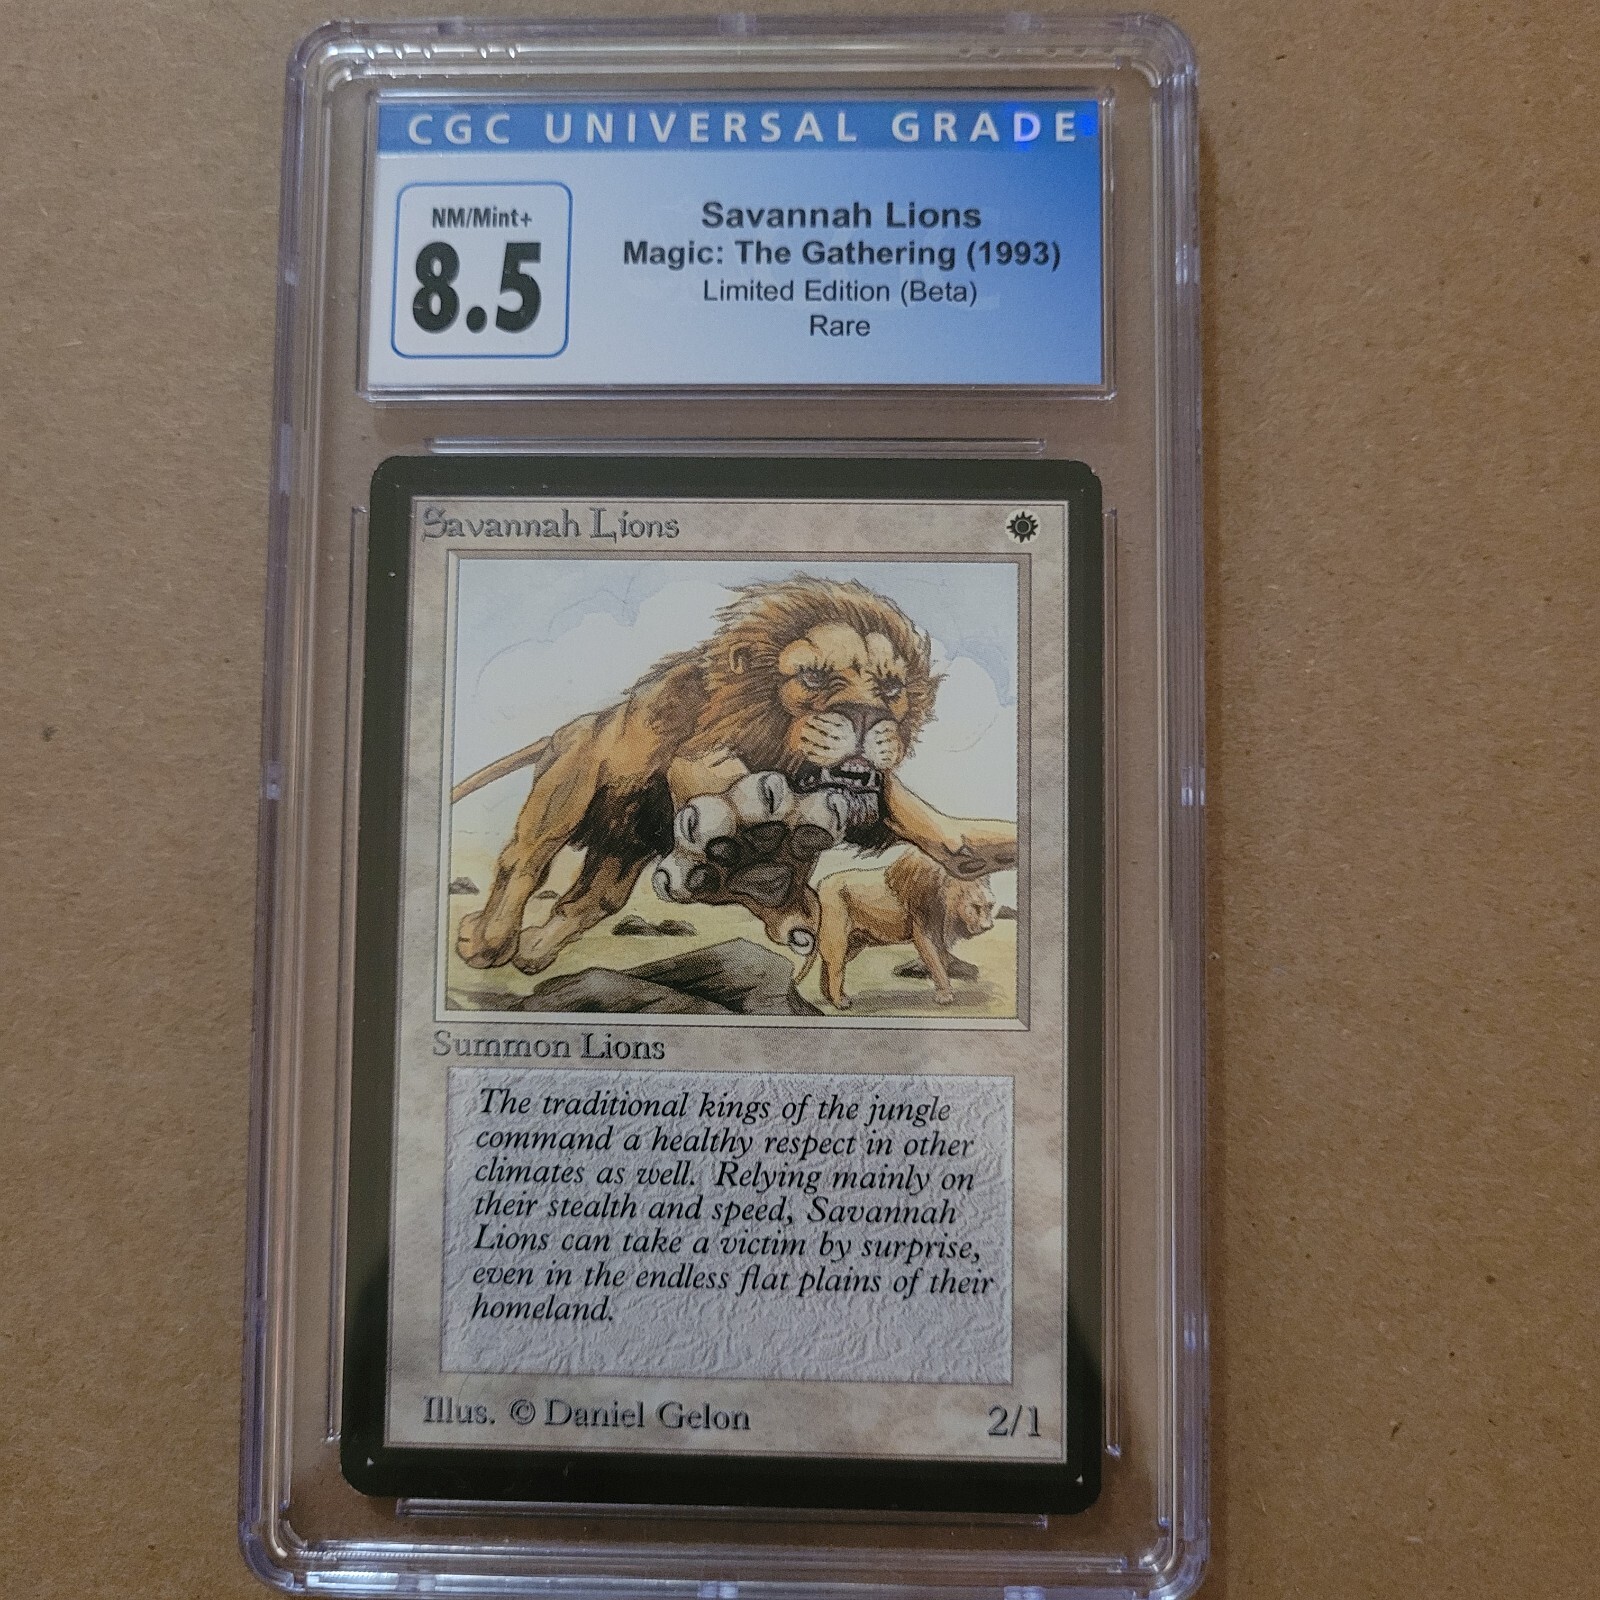 CGC UNIVERSAL GRADE
NM/Mint+
8.5
Savannah Lions
Magic: The Gathering (1993)
Limited Edition (Beta)
Rare
Savannah Lions
Summon Lions
The traditional kings of the jungle
command a healthy respect in other
climates as well. Relying mainly on
their stealth and speed, Savannah
Lions can take a victim by surprise,
even in the endless flat plains of their
homeland.
Illus. © Daniel Gelon
2/1